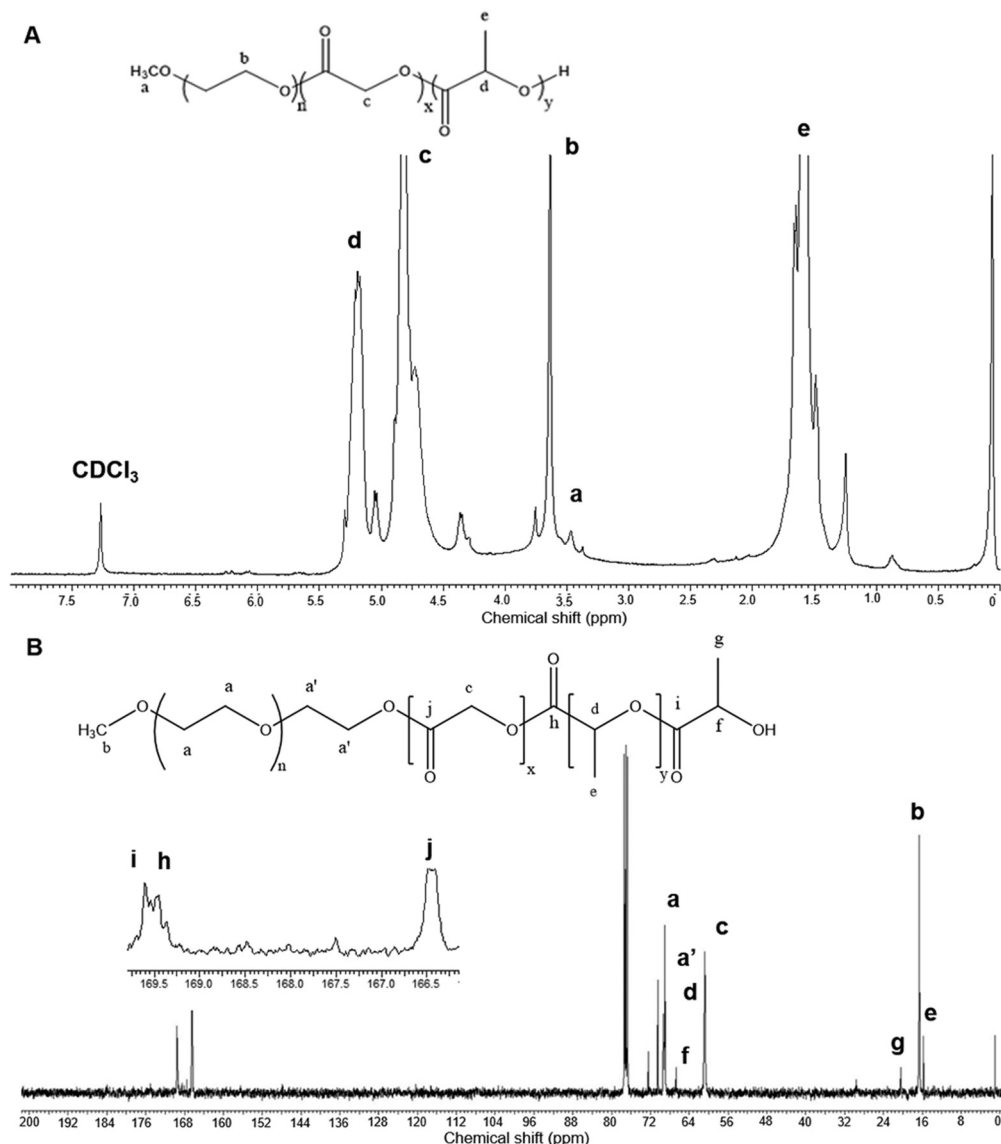 A
e
O
b
H₃CO
a
O
n
c
O
x
d
O
O
H
y
c
b
e
d
CDCl₃
a
7.5 7.0 6.5 6.0 5.5 5.0 4.5 4.0 3.5 3.0 2.5 2.0 1.5 1.0 0.5 0
Chemical shift (ppm)
B
O
g
a
a'
c
i
H₃C
b
O
a
O
n
a'
O
j
O
x
O
h
d
e
O
y
O
f
OH
i
h
j
169.5 169.0 168.5 168.0 167.5 167.0 166.5
b
a
c
a'
d
e
f
g
200 192 184 176 168 160 152 144 136 128 120 112 104 96 88 80 72 68 60 52 48 40 32 24 16 8 0
Chemical shift (ppm)